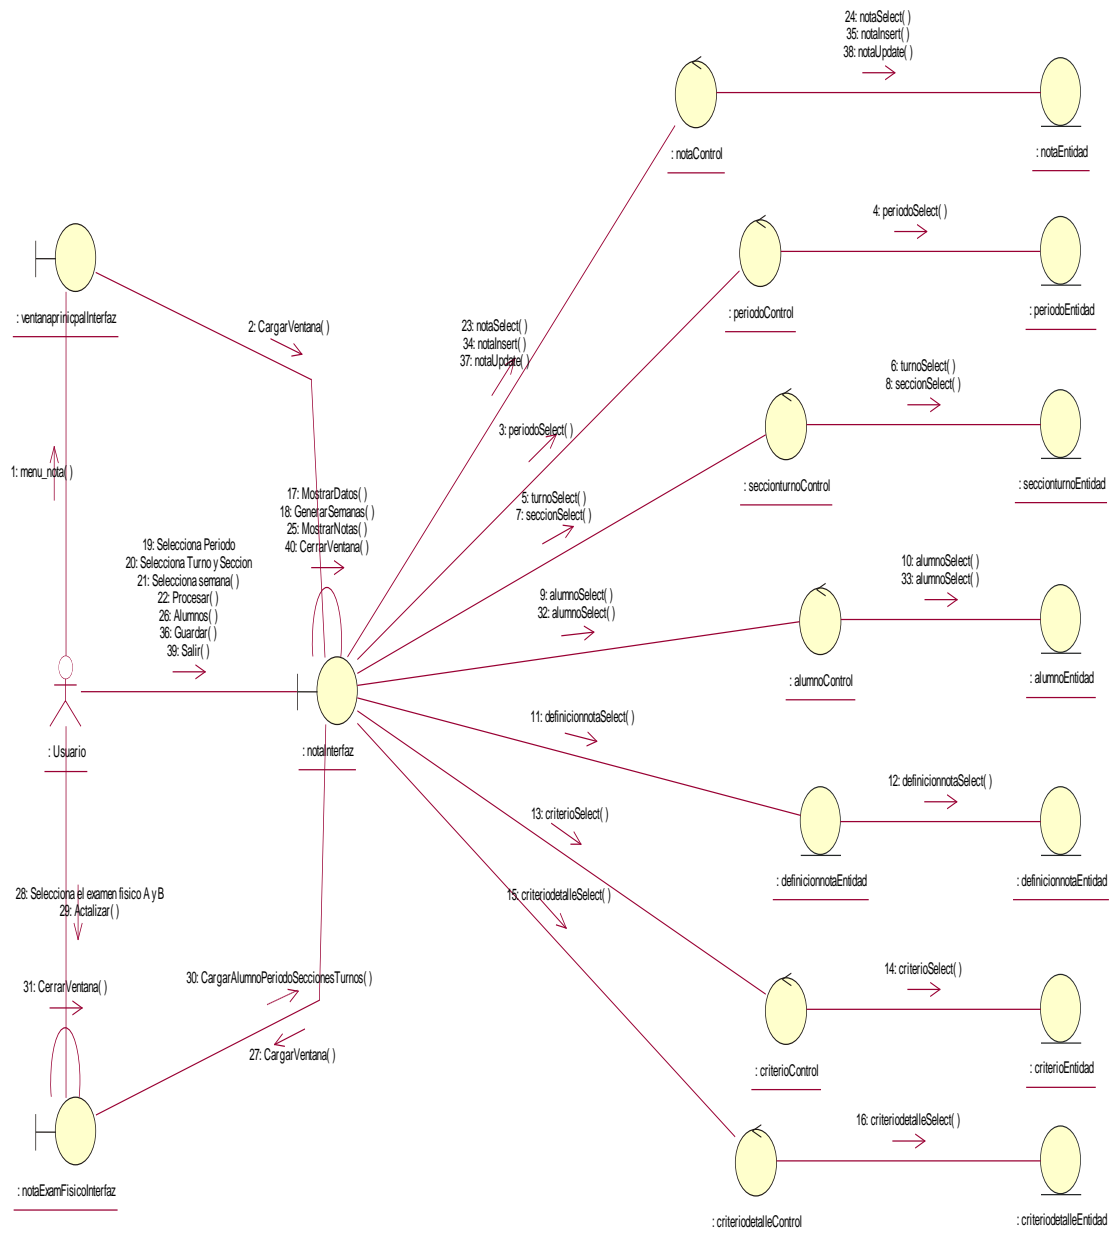 24: notaSelect( )
35: notaInsert( )
38: notaUpdate( )
: notaControl
: notaEntidad
4: periodoSelect( )
: periodoControl
: periodoEntidad
: ventanaprinicpalInterfaz
2: CargarVentana( )
23: notaSelect( )
34: notaInsert( )
37: notaUpdate( )
6: turnoSelect( )
8: seccionSelect( )
3: periodoSelect( )
1: menu_nota( )
: seccionturnoControl
: seccionturnoEntidad
17: MostrarDatos( )
18: GenerarSemanas( )
25: MostrarNotas( )
40: CerrarVentana( )
5: turnoSelect( )
7: seccionSelect( )
19: Selecciona Periodo
20: Selecciona Turno y Seccion
21: Selecciona semana( )
22: Procesar( )
26: Alumnos( )
36: Guardar( )
39: Salir( )
9: alumnoSelect( )
32: alumnoSelect( )
10: alumnoSelect( )
33: alumnoSelect( )
: alumnoControl
: alumnoEntidad
: Usuario
: notaInterfaz
11: definicionnotaSelect( )
12: definicionnotaSelect( )
13: criterioSelect( )
: definicionnotaEntidad
: definicionnotaEntidad
28: Selecciona el examen fisico A y B
29: Actalizar( )
15: criteriodetalleSelect( )
31: CerrarVentana( )
30: CargarAlumnoPeriodoSeccionesTurnos( )
14: criterioSelect( )
27: CargarVentana( )
: criterioControl
: criterioEntidad
16: criteriodetalleSelect( )
: notaExamFisicoInterfaz
: criteriodetalleControl
: criteriodetalleEntidad